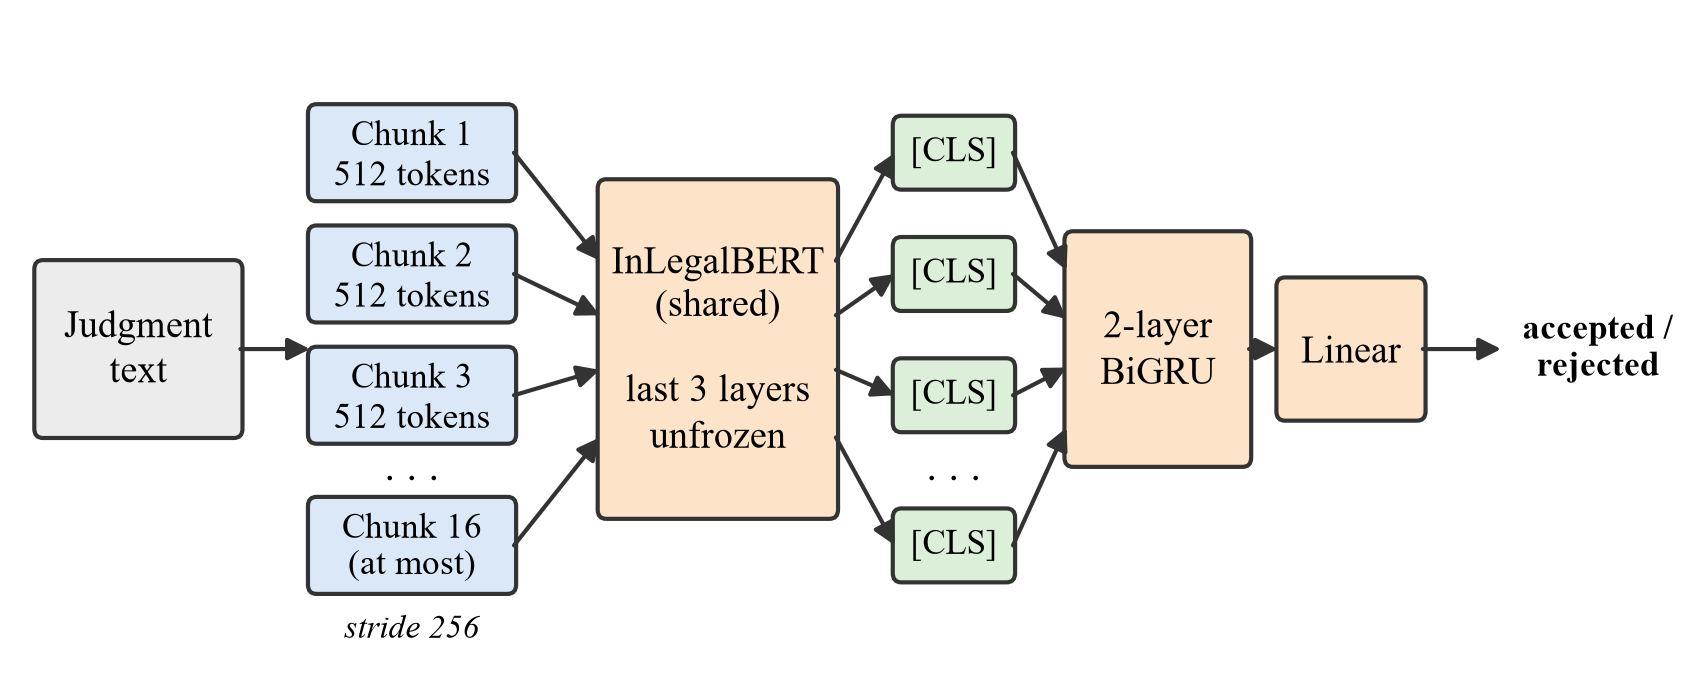 Judgment
text
Chunk 1
512 tokens
Chunk 2
512 tokens
Chunk 3
512 tokens
. . .
Chunk 16
(at most)
stride 256
InLegalBERT
(shared)
last 3 layers
unfrozen
[CLS]
[CLS]
[CLS]
. . .
[CLS]
2-layer
BiGRU
Linear
accepted /
rejected